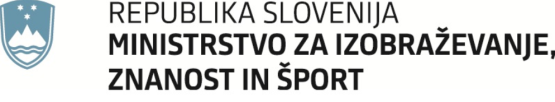 REPUBLIKA SLOVENIJA
MINISTRSTVO ZA IZOBRAŽEVANJE,
ZNANOST IN ŠPORT